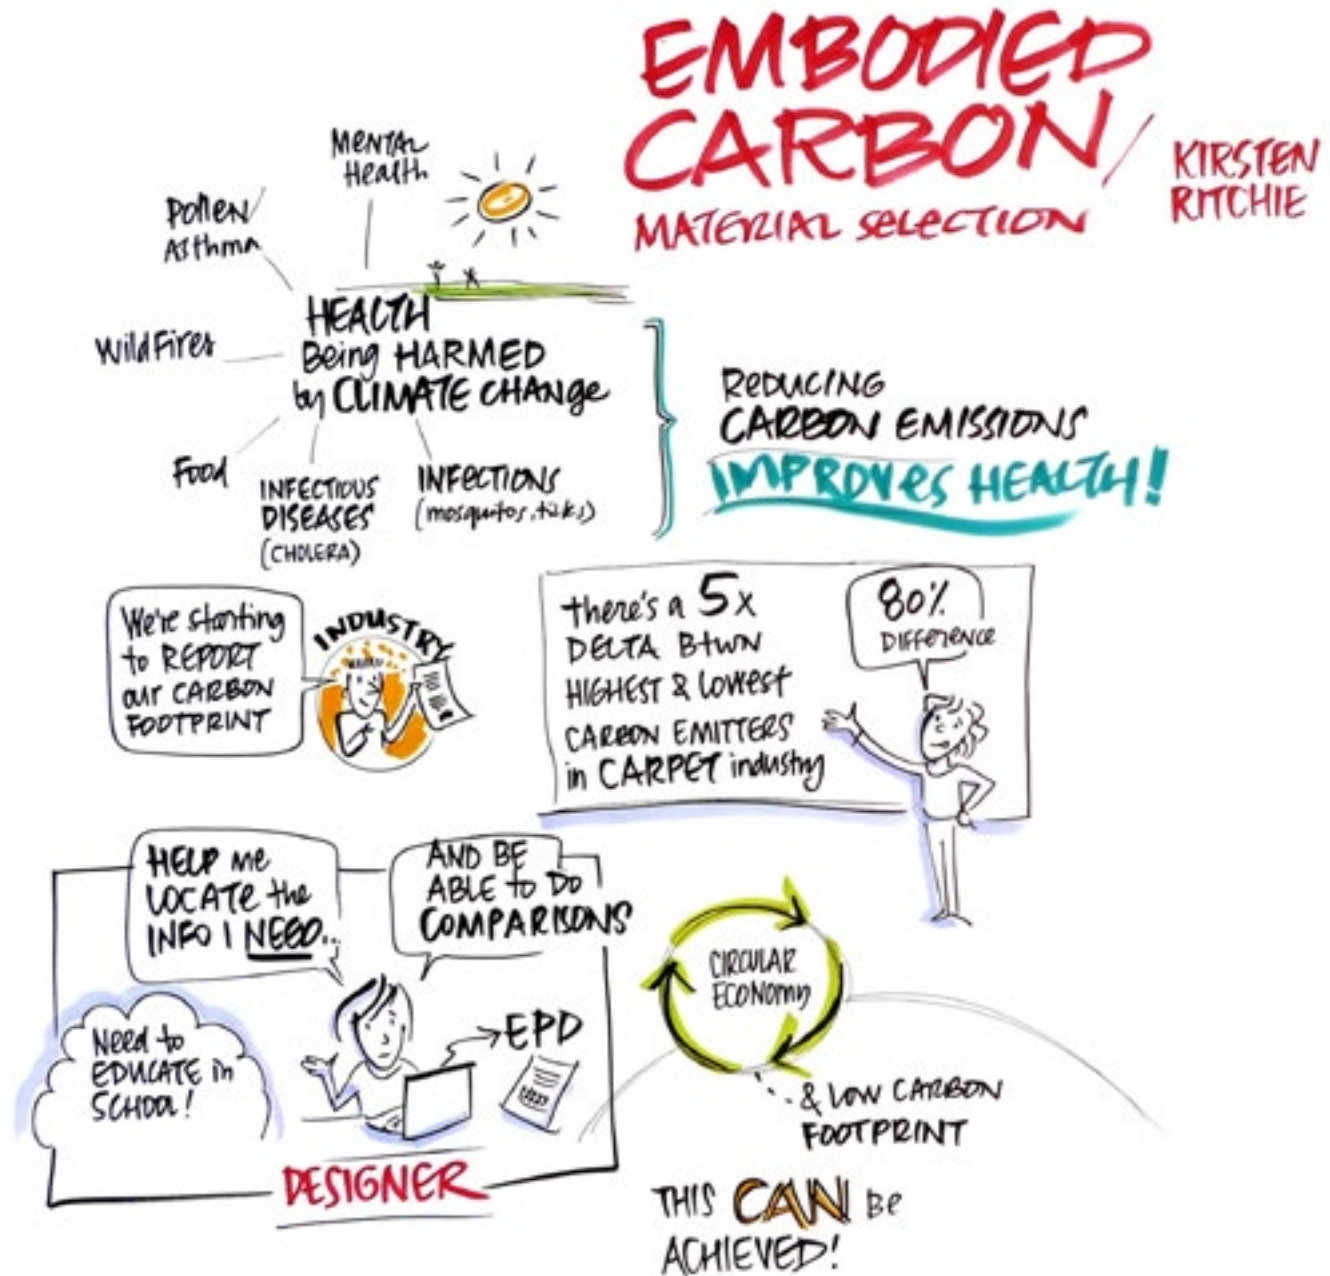 EMBODIED
CARBON/
MATERIAL SELECTION
KIRSTEN
RITCHIE
MENTAL
Health
Pollen/
Asthma
WildFires
HEALTH
Being HARMED
by CLIMATE CHANGE
Food
INFECTIOUS
DISEASES
(CHOLERA)
INFECTIONS
(mosquitos, ticks)
REDUCING
CARBON EMISSIONS
IMPROVES HEALTH!
We're starting
to REPORT
our CARBON
FOOTPRINT
INDUSTRY
there's a 5x
DELTA BTWN
HIGHEST & LOWEST
CARBON EMITTERS
in CARPET industry
80%
DIFFERENCE
HELP me
LOCATE the
INFO I NEED..
AND BE
ABLE to DO
COMPARISONS
Need to
EDUCATE in
SCHOOL!
EPD
DESIGNER
CIRCULAR
ECONOMY
& LOW CARBON
FOOTPRINT
THIS CAN Be
ACHIEVED!